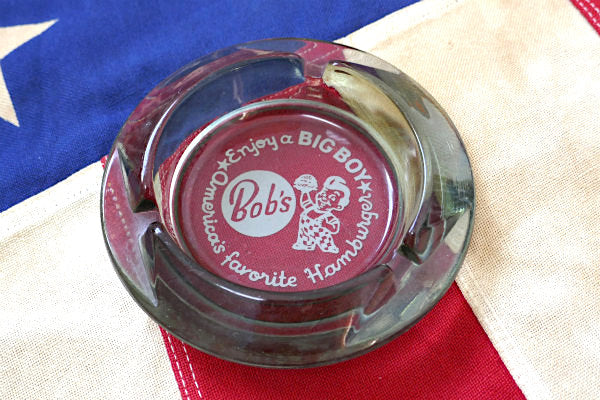 Enjoy a BIG BOY
America's favorite Hamburger
Bob's